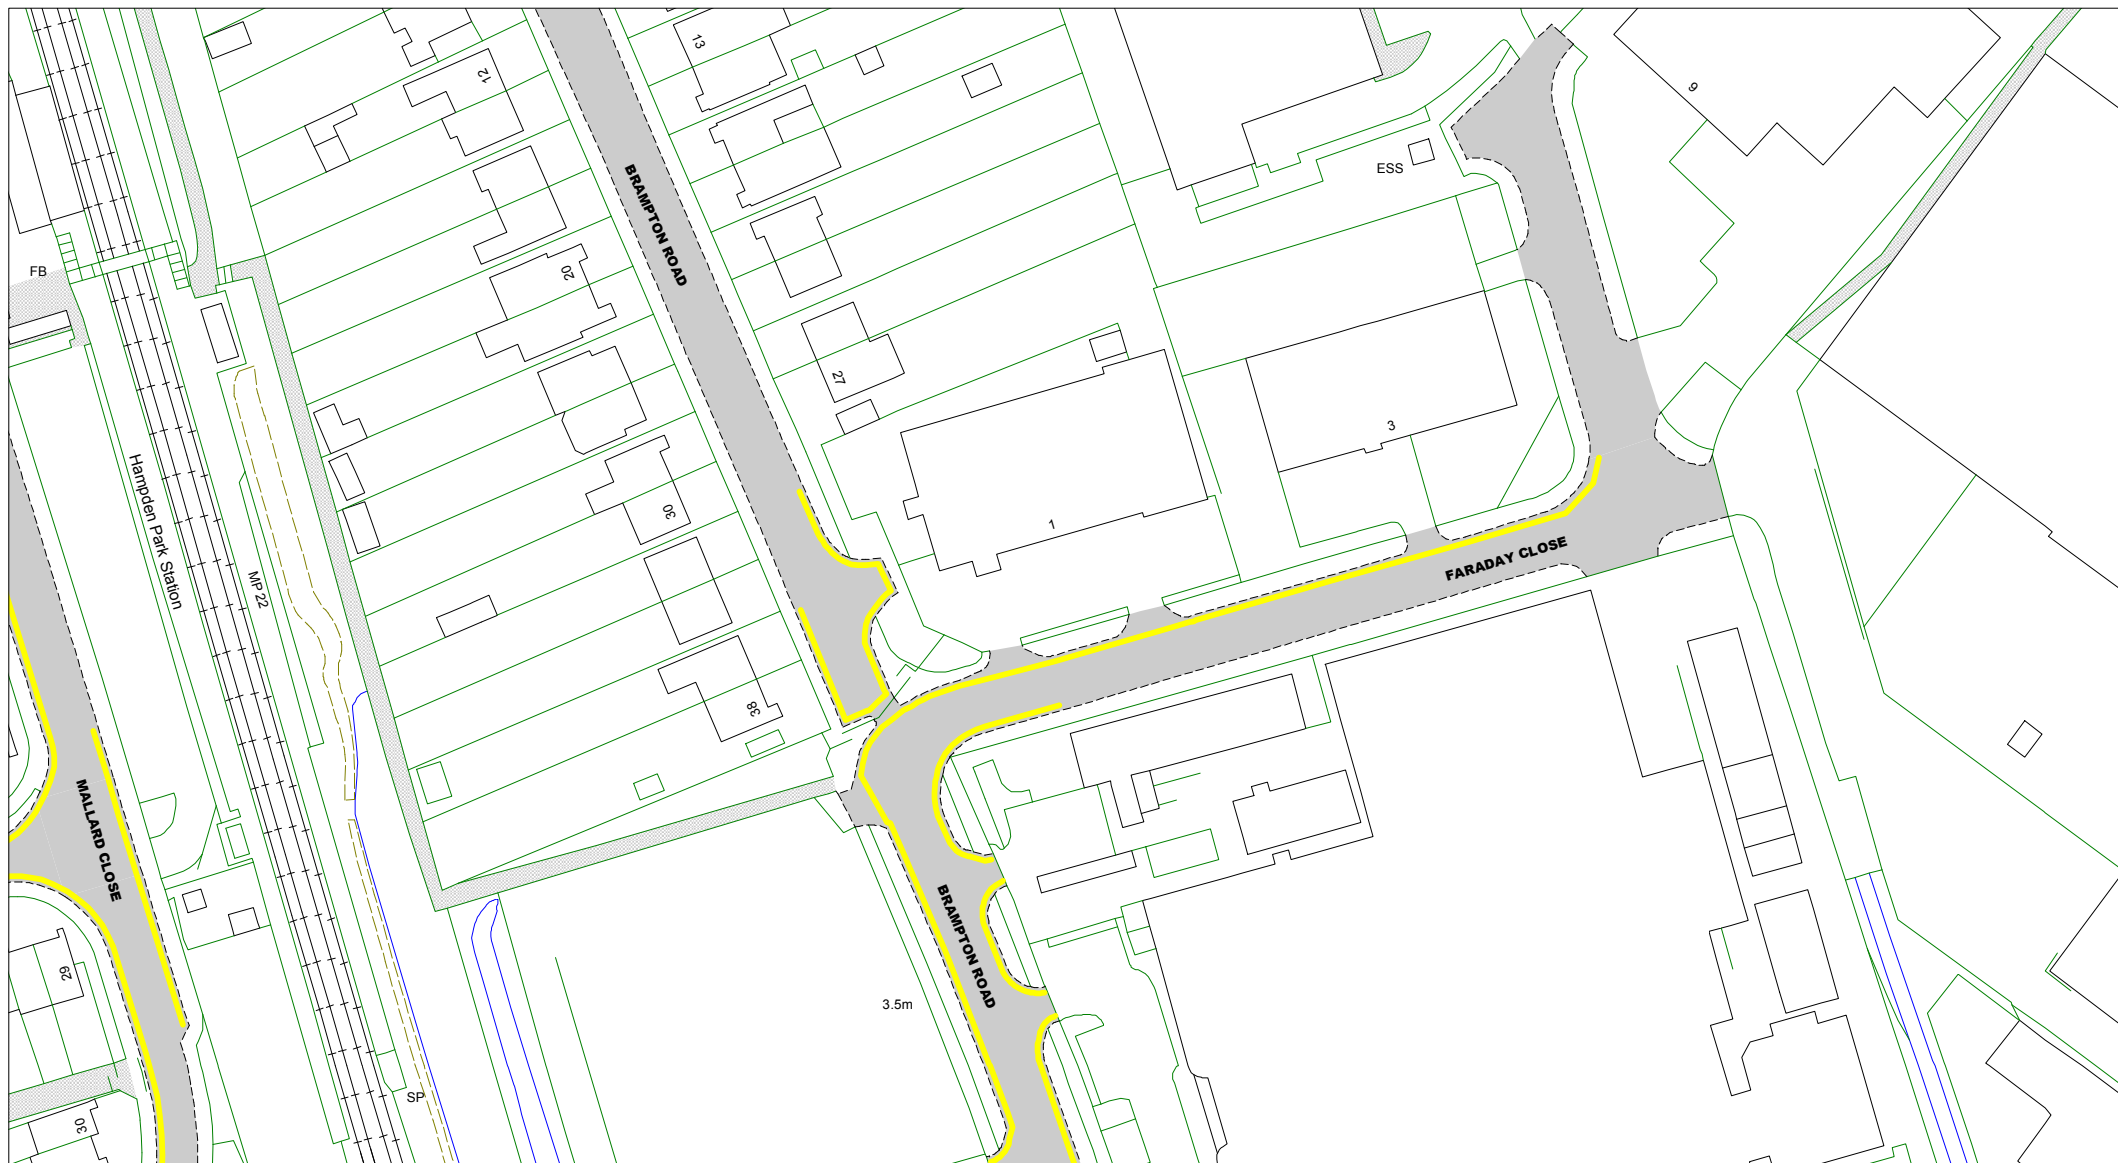 13
12
9
ESS
BRAMPTON ROAD
FB
20
27
3
Hampden Park Station
30
1
FARADAY CLOSE
MP 22
38
MALLARD CLOSE
BRAMPTON ROAD
29
3.5m
SP
30